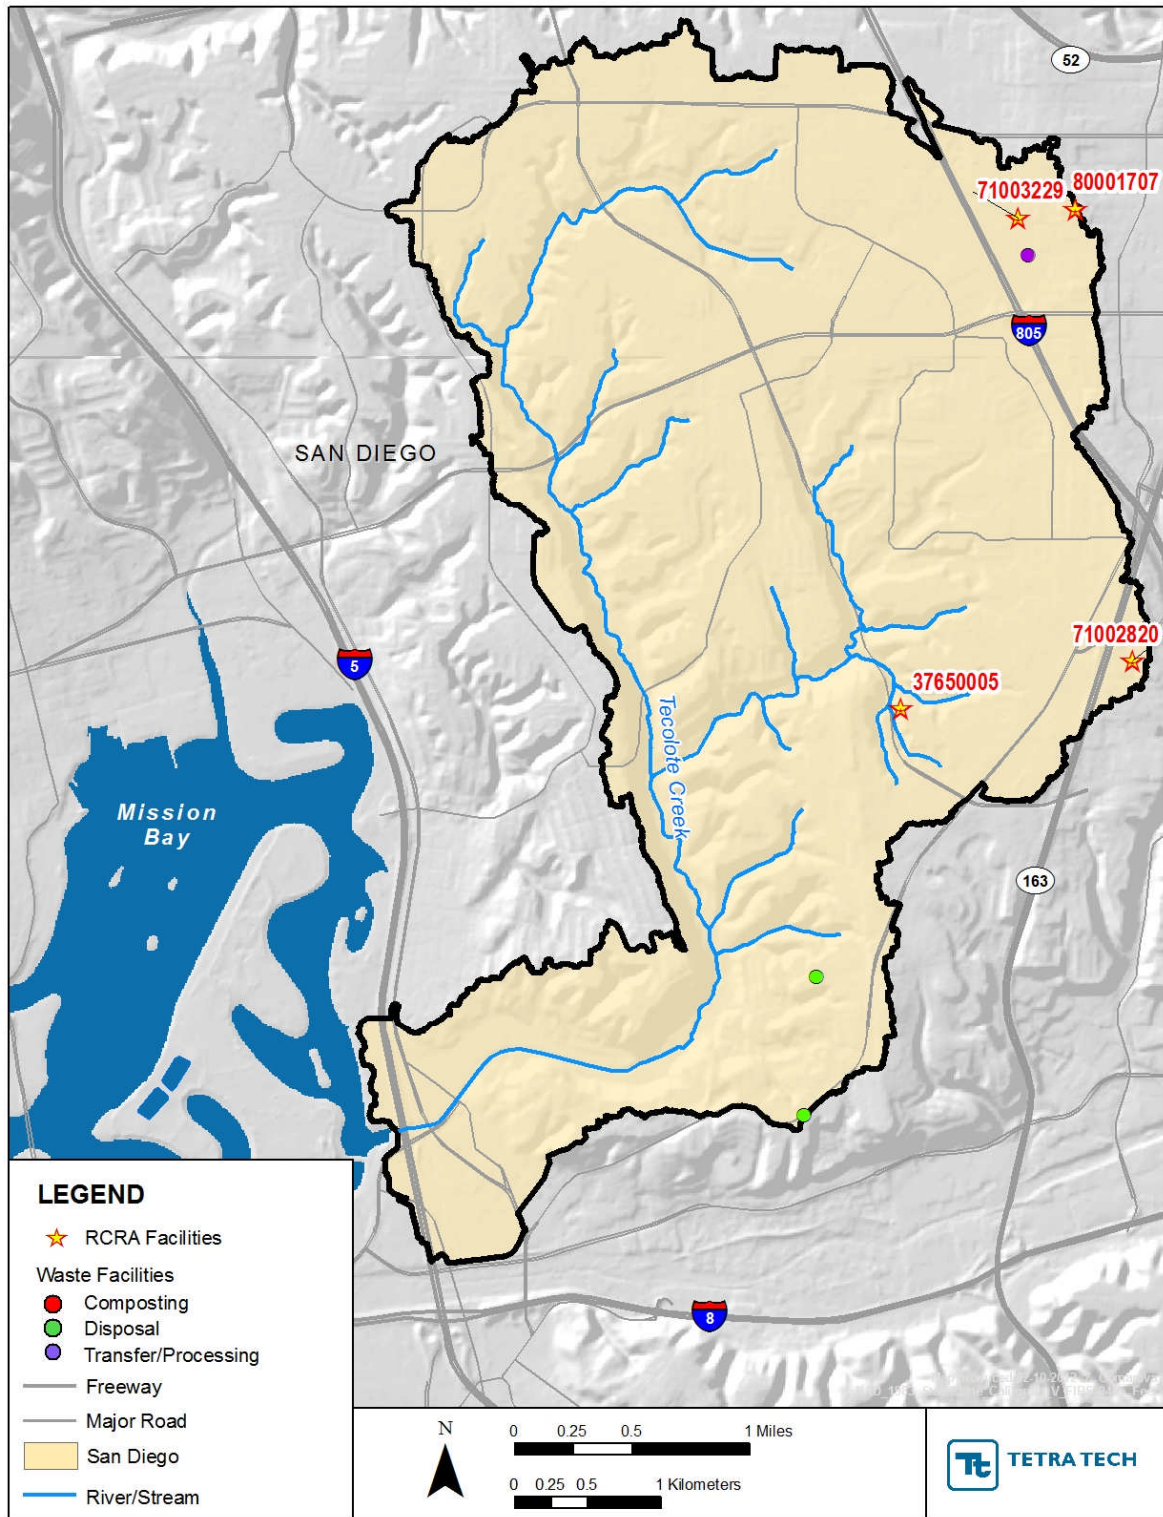 52
71003229
80001707
805
SAN DIEGO
71002820
5
37650005
Tecolote Creek
Mission
Bay
163
LEGEND
RCRA Facilities
Waste Facilities
Composting
Disposal
Transfer/Processing
Freeway
Major Road
San Diego
River/Stream
8
N
0 0.25 0.5 1 Miles
0 0.25 0.5 1 Kilometers
Tt
TETRA TECH